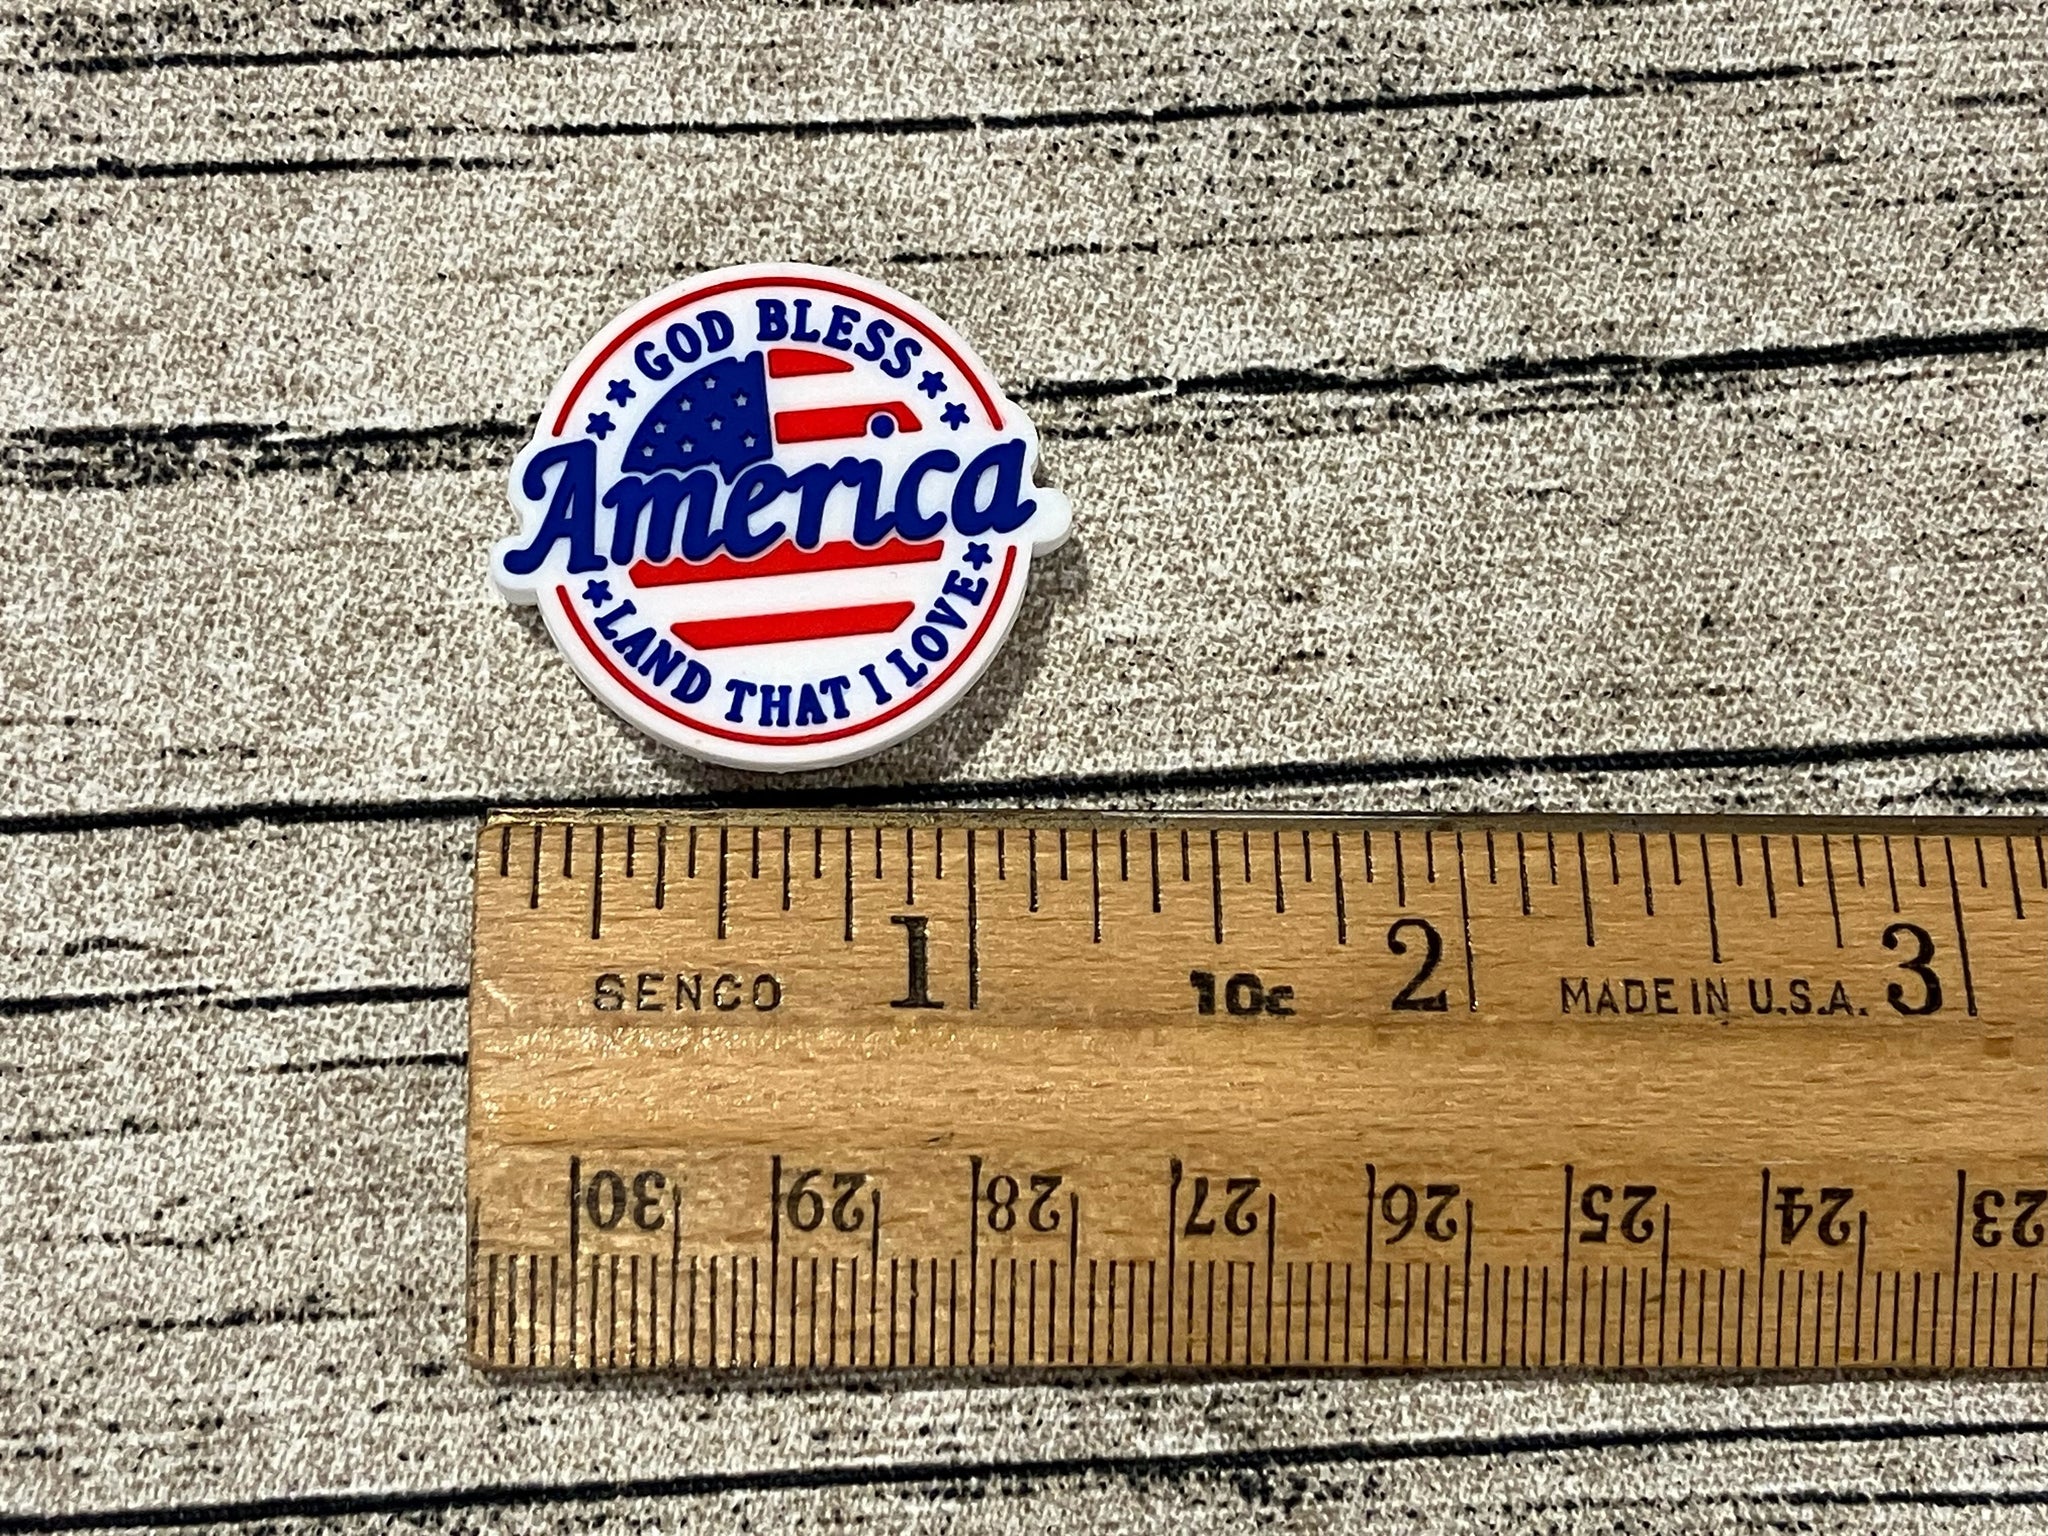 GOD BLESS
America
LAND THAT I LOVE
1 2 3
SENCO 10c MADE IN U.S.A.
30 29 28 27 26 25 24 23